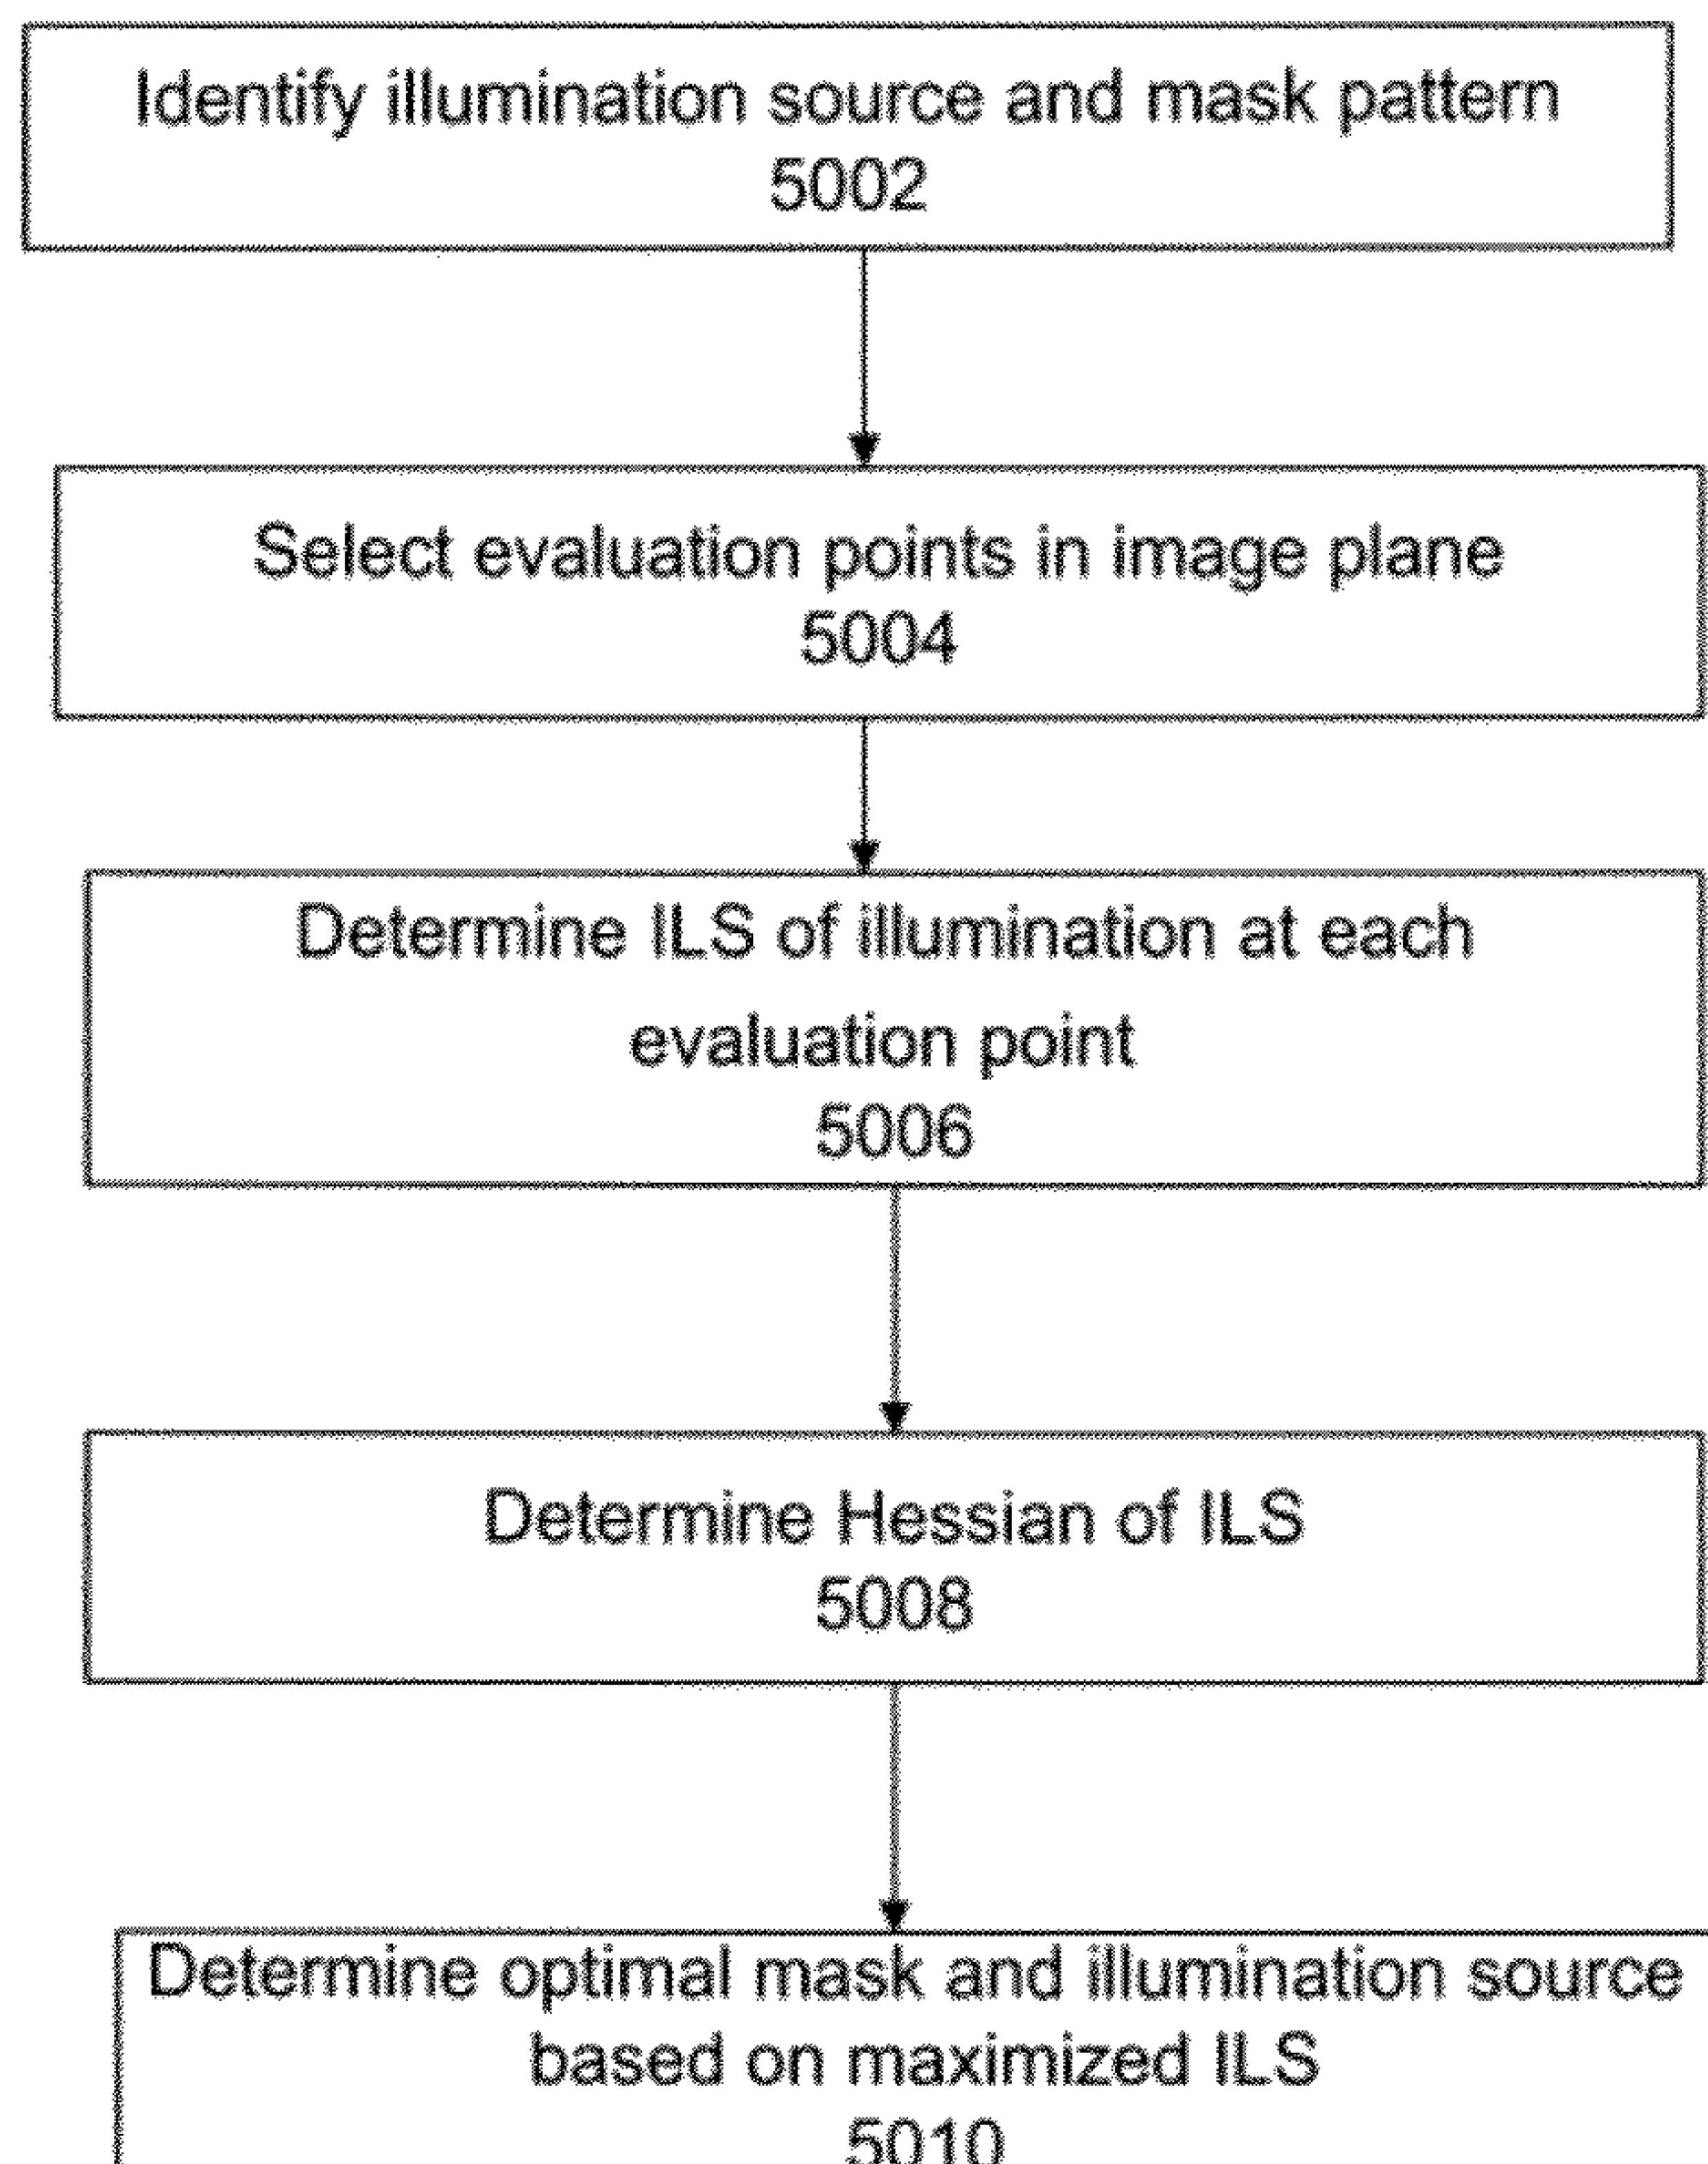 Identify illumination source and mask pattern
5002
Select evaluation points in image plane
5004
Determine ILS of illumination at each
evaluation point
5006
Determine Hessian of ILS
5008
Determine optimal mask and illumination source
based on maximized ILS
5010